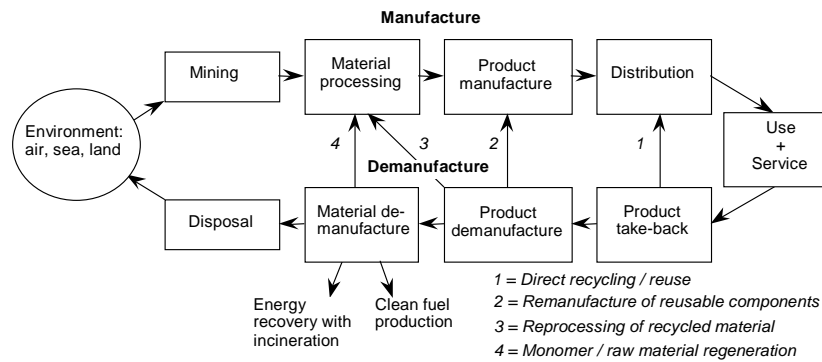 Manufacture
Mining
Material
processing
Product
manufacture
Distribution
Environment:
air, sea, land
Use
+
Service
4
3
2
1
Demanufacture
Disposal
Material de-
manufacture
Product
demanufacture
Product
take-back
Energy
recovery with
incineration
Clean fuel
production
1 = Direct recycling / reuse
2 = Remanufacture of reusable components
3 = Reprocessing of recycled material
4 = Monomer / raw material regeneration